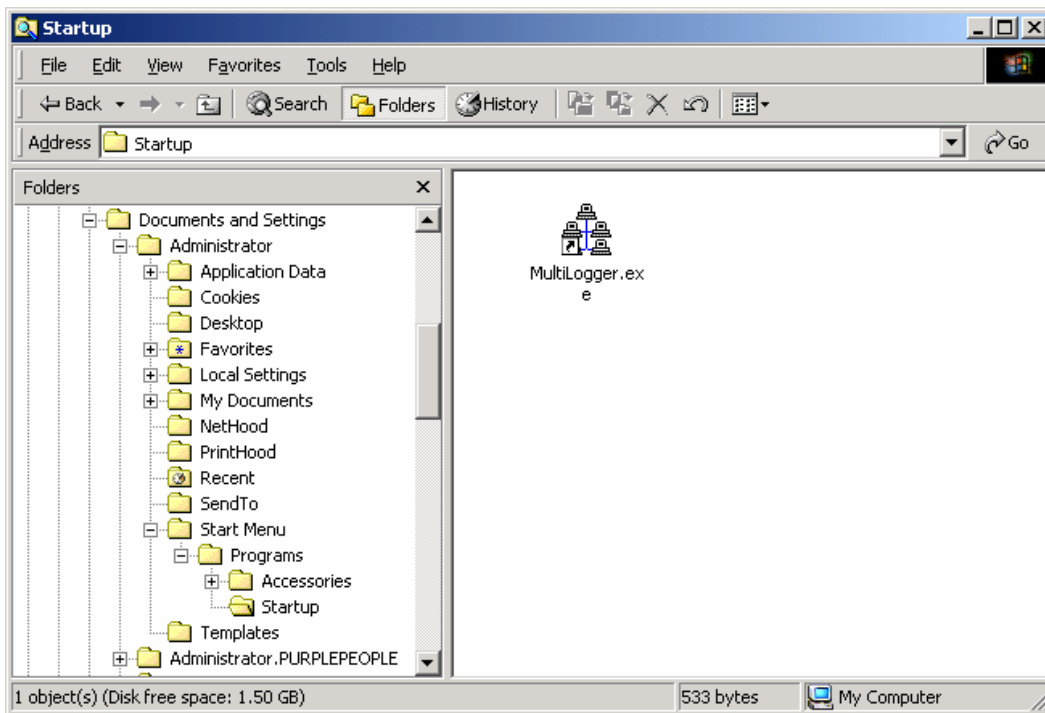 Startup
File Edit View Favorites Tools Help
Back Search Folders History
Address Startup Go
Folders
Documents and Settings
Administrator
Application Data
Cookies
Desktop
Favorites
Local Settings
My Documents
NetHood
PrintHood
Recent
SendTo
Start Menu
Programs
Accessories
Startup
Templates
Administrator.PURPLEPEOPLE
MultiLogger.ex
e
1 object(s) (Disk free space: 1.50 GB) 533 bytes My Computer